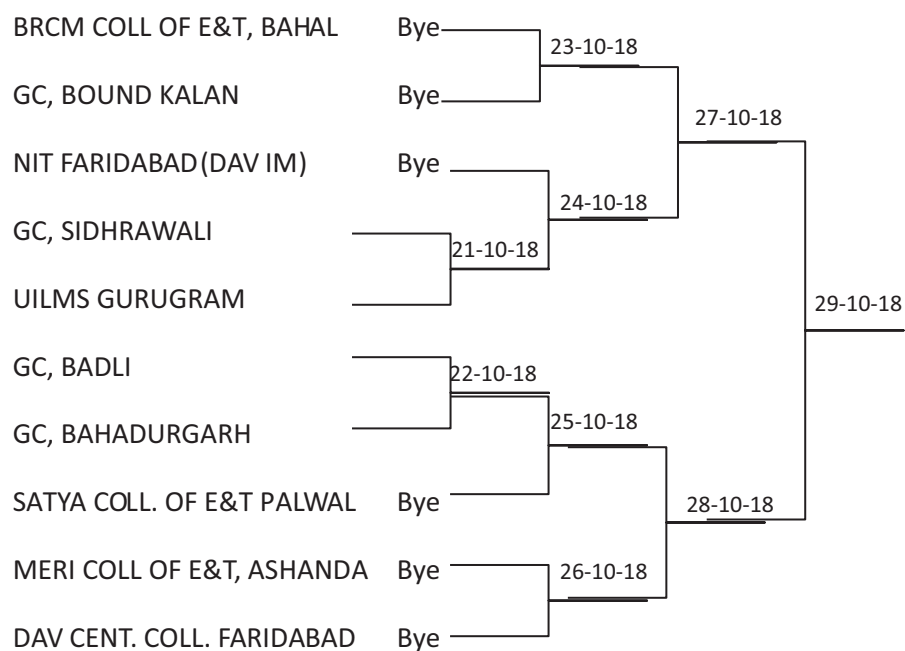 BRCM COLL OF E&T, BAHAL Bye
23-10-18
GC, BOUND KALAN Bye
27-10-18
NIT FARIDABAD(DAV IM) Bye
24-10-18
GC, SIDHRAWALI
21-10-18
UILMS GURUGRAM
29-10-18
GC, BADLI
22-10-18
GC, BAHADURGARH
25-10-18
SATYA COLL. OF E&T PALWAL Bye
28-10-18
MERI COLL OF E&T, ASHANDA Bye
26-10-18
DAV CENT. COLL. FARIDABAD Bye